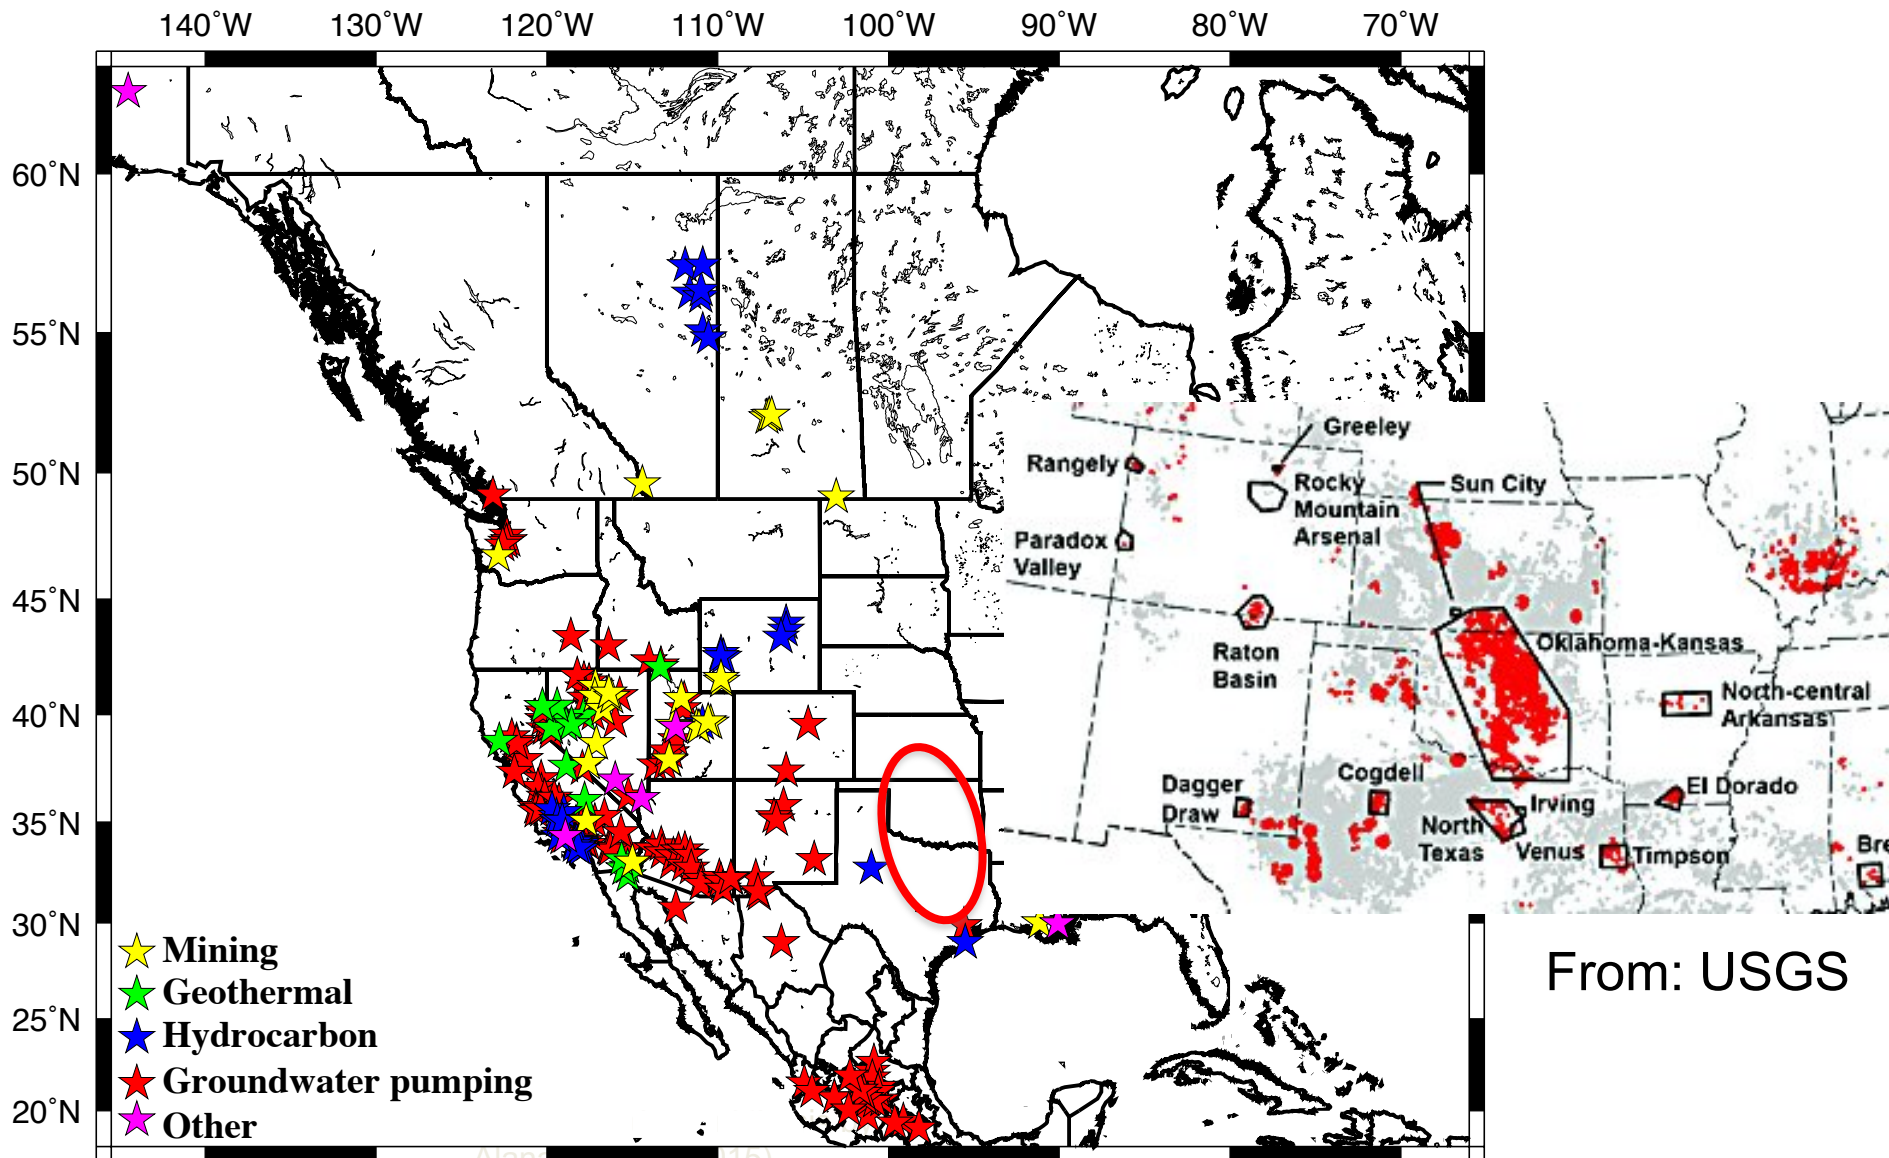 140°W 130°W 120°W 110°W 100°W 90°W 80°W 70°W
60°N
55°N
50°N
45°N
40°N
35°N
30°N
25°N
20°N
Mining
Geothermal
Hydrocarbon
Groundwater pumping
Other
Greeley
Rangely
Rocky
Mountain
Arsenal
Sun City
Paradox
Valley
Raton
Basin
Oklahoma-Kansas
North-central
Arkansas
Dagger
Draw
Cogdell
El Dorado
Irving
North
Texas
Venus
Timpson
Bre
From: USGS